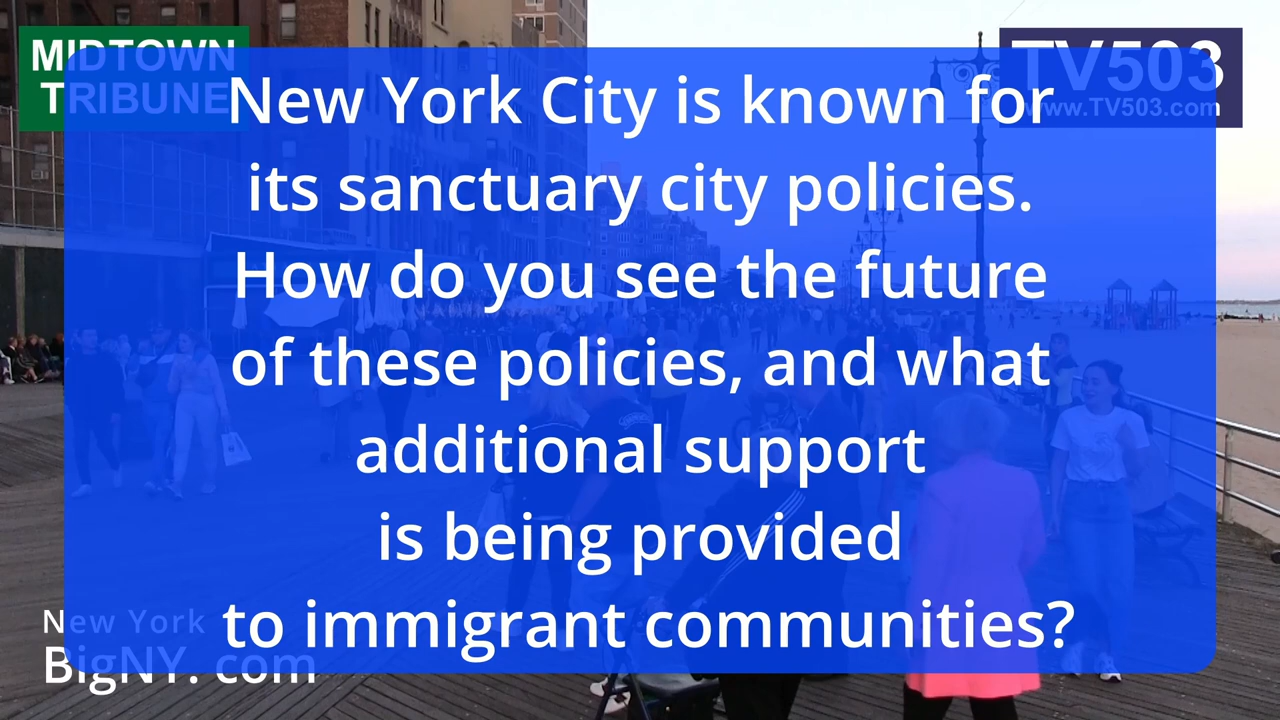 MIDTOWN
TRIBUNE
TV503
www.TV503.com
New York City is known for
its sanctuary city policies.
How do you see the future
of these policies, and what
additional support
is being provided
to immigrant communities?
New York
BigNY. com